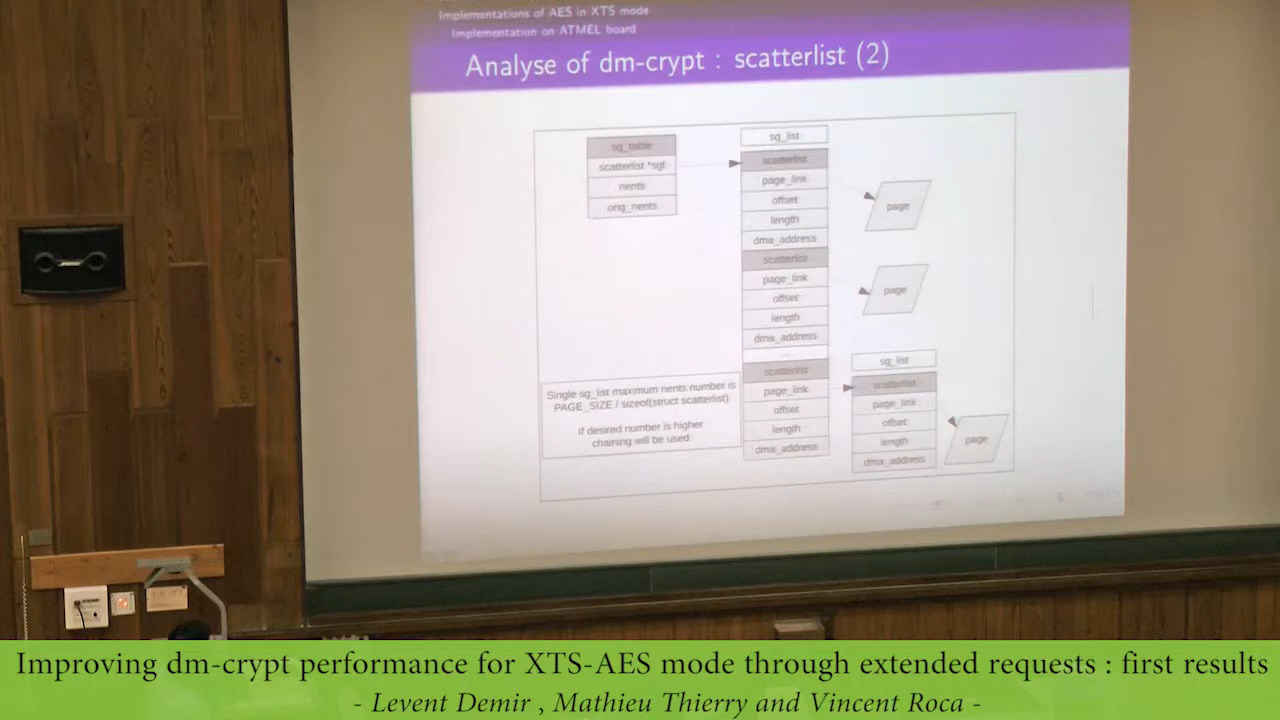 Implementations of AES in XTS mode
Implementation on ATMEL board
Analyse of dm-crypt : scatterlist (2)
sg_table
scatterlist *sgl
nents
orig_nents
sg_list
scatterlist
page_link
offset
length
dma_address
scatterlist
page_link
offset
length
dma_address
...
scatterlist
page_link
offset
length
dma_address
page
page
sg_list
scatterlist
page_link
offset
length
dma_address
page
Single sg_list maximum nents number is
PAGE_SIZE / sizeof(struct scatterlist)
If desired number is higher
chaining will be used
Improving dm-crypt performance for XTS-AES mode through extended requests : first results
- Levent Demir , Mathieu Thierry and Vincent Roca -